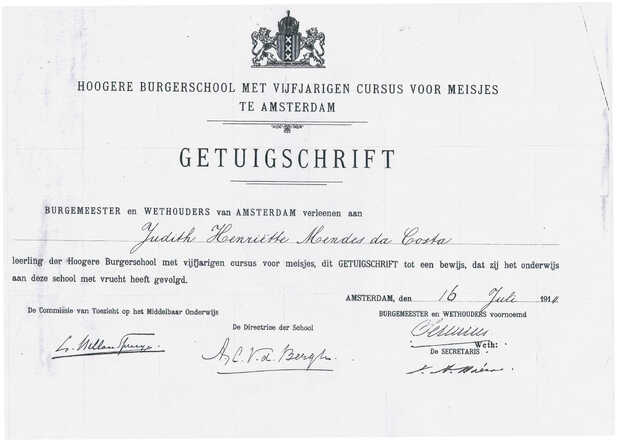 HOOGERE BURGERSCHOOL MET VIJFJARIGEN CURSUS VOOR MEISJES
TE AMSTERDAM
GETUIGSCHRIFT
BURGEMEESTER en WETHOUDERS van AMSTERDAM verleenen aan
Judith Henriëtte Mendes da Costa
leerling der Hoogere Burgerschool met vijfjarigen cursus voor meisjes, dit GETUIGSCHRIFT tot een bewijs, dat zij het onderwijs
aan deze school met vrucht heeft gevolgd.
AMSTERDAM, den 16 Juli 191
De Commissie van Toezicht op het Middelbaar Onderwijs
De Directrice der School
BURGEMEESTER en WETHOUDERS voornoemd
Weth:
De SECRETARIS
A. C. V. d. Bergh